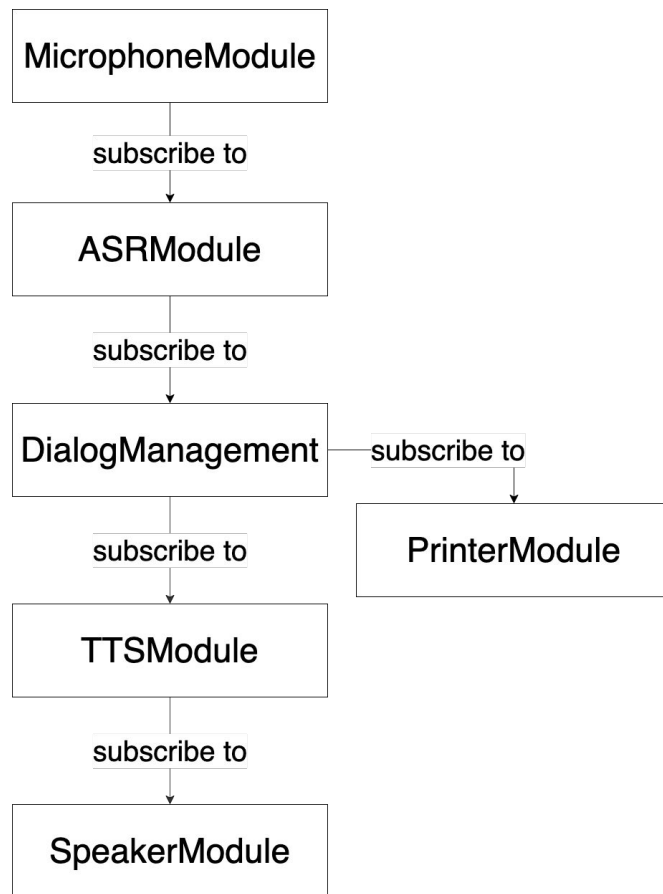 MicrophoneModule
subscribe to
ASRModule
subscribe to
DialogManagement
subscribe to
subscribe to
PrinterModule
TTSModule
subscribe to
SpeakerModule